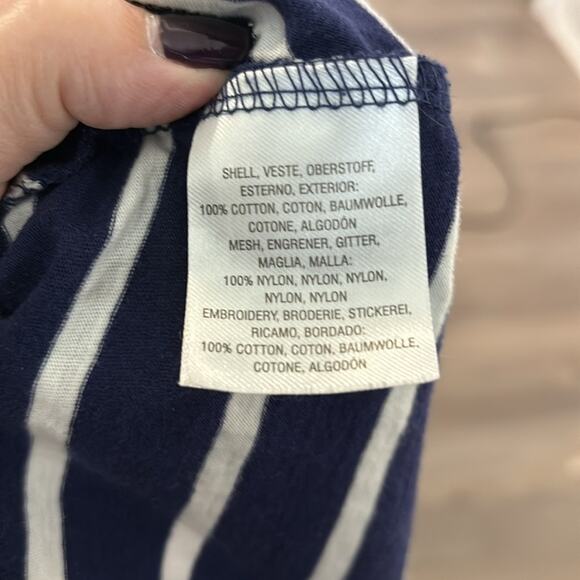 SHELL, VESTE, OBERSTOFF,
ESTERNO, EXTERIOR:
100% COTTON, COTON, BAUMWOLLE,
COTONE, ALGODÓN
MESH, ENGRENER, GITTER,
MAGLIA, MALLA:
100% NYLON, NYLON, NYLON,
NYLON, NYLON
EMBROIDERY, BRODERIE, STICKEREI,
RICAMO, BORDADO:
100% COTTON, COTON, BAUMWOLLE,
COTONE, ALGODÓN